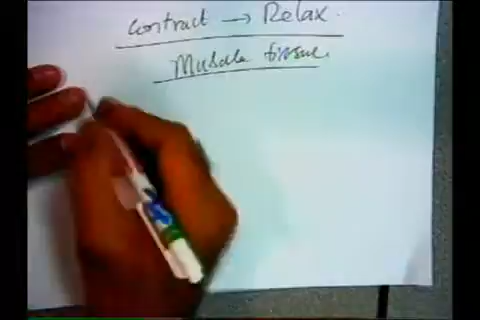 Contract → Relax.
Muscle tissue.